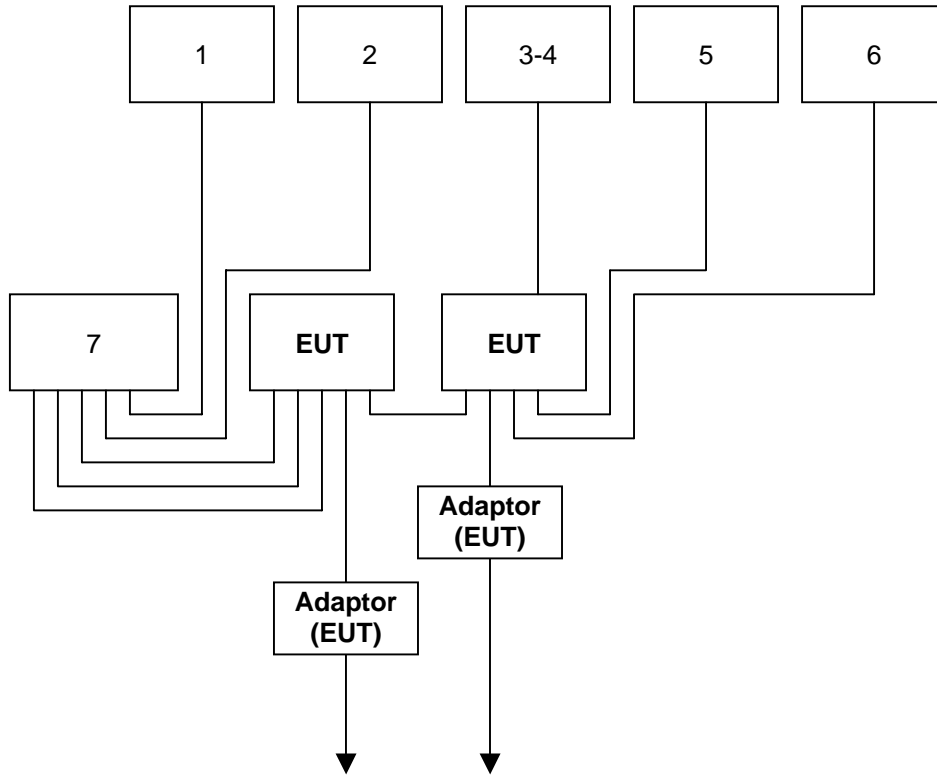 1
2
3-4
5
6
7
EUT
EUT
Adaptor
(EUT)
Adaptor
(EUT)